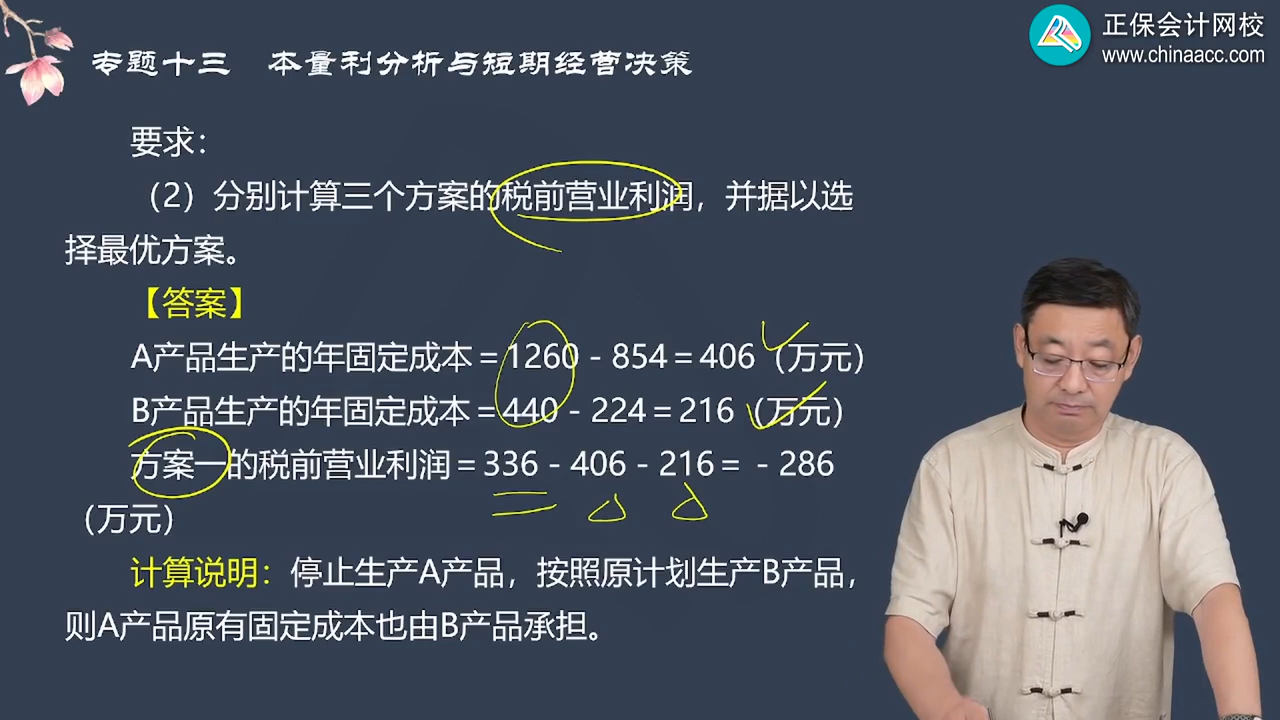 正保会计网校
www.chinaacc.com
专题十三 本量利分析与短期经营决策
要求：
（2）分别计算三个方案的税前营业利润，并据以选
择最优方案。
【答案】
A产品生产的年固定成本＝1260－854＝406（万元）
B产品生产的年固定成本＝440－224＝216（万元）
方案一的税前营业利润＝336－406－216＝－286
（万元）
计算说明：停止生产A产品，按照原计划生产B产品，
则A产品原有固定成本也由B产品承担。